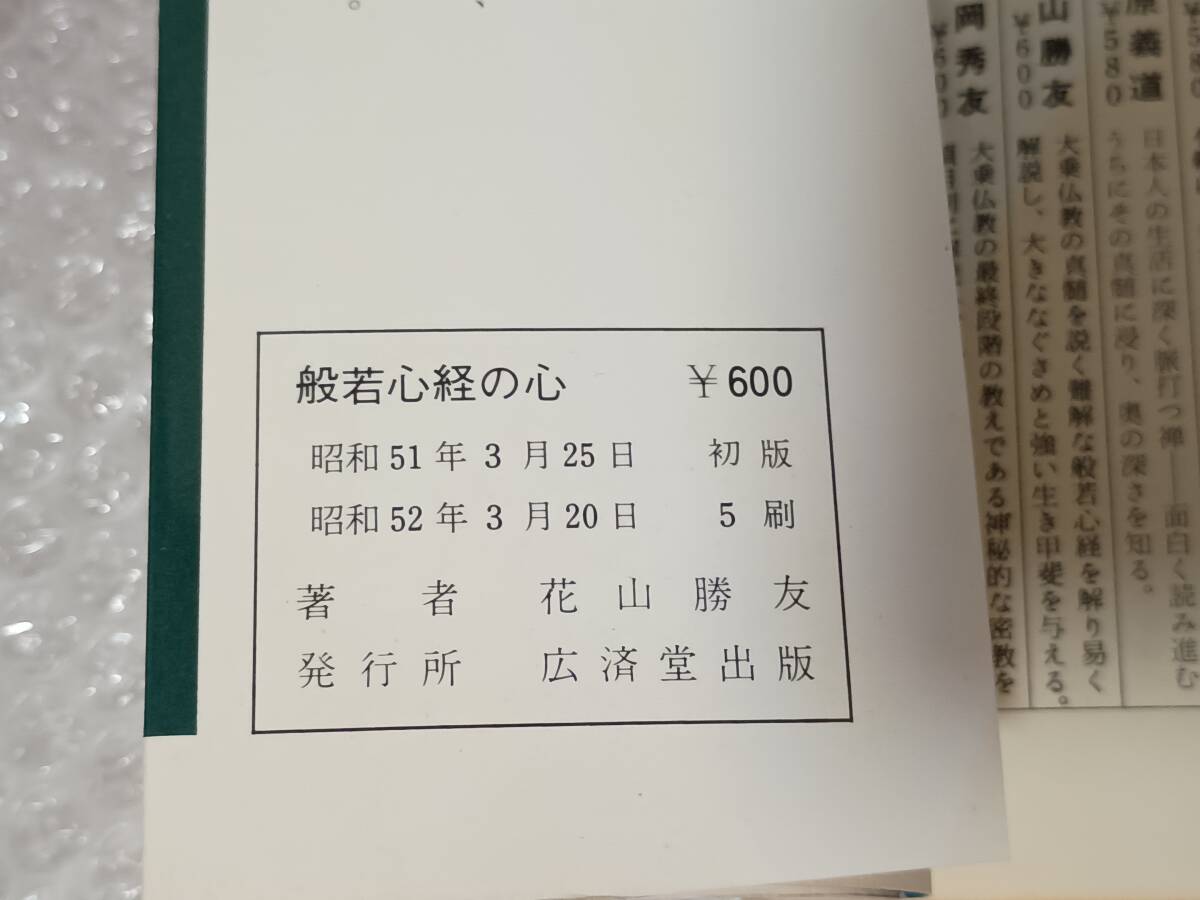 般若心経の心 ￥600
昭和51年3月25日 初版
昭和52年3月20日 5刷
著者 花山勝友
発行所 広済堂出版
原義道
￥580
日本人の生活に深く脈打つ禅――面白く読み進む
うちにその真髄に浸り、奥の深さを知る。
山勝友
￥600
大乗仏教の真髄を説く難解な般若心経を解り易く
解説し、大きななぐさめと強い生き甲斐を与える。
岡秀友
￥600
大乗仏教の最終段階の教えである神秘的な密教を